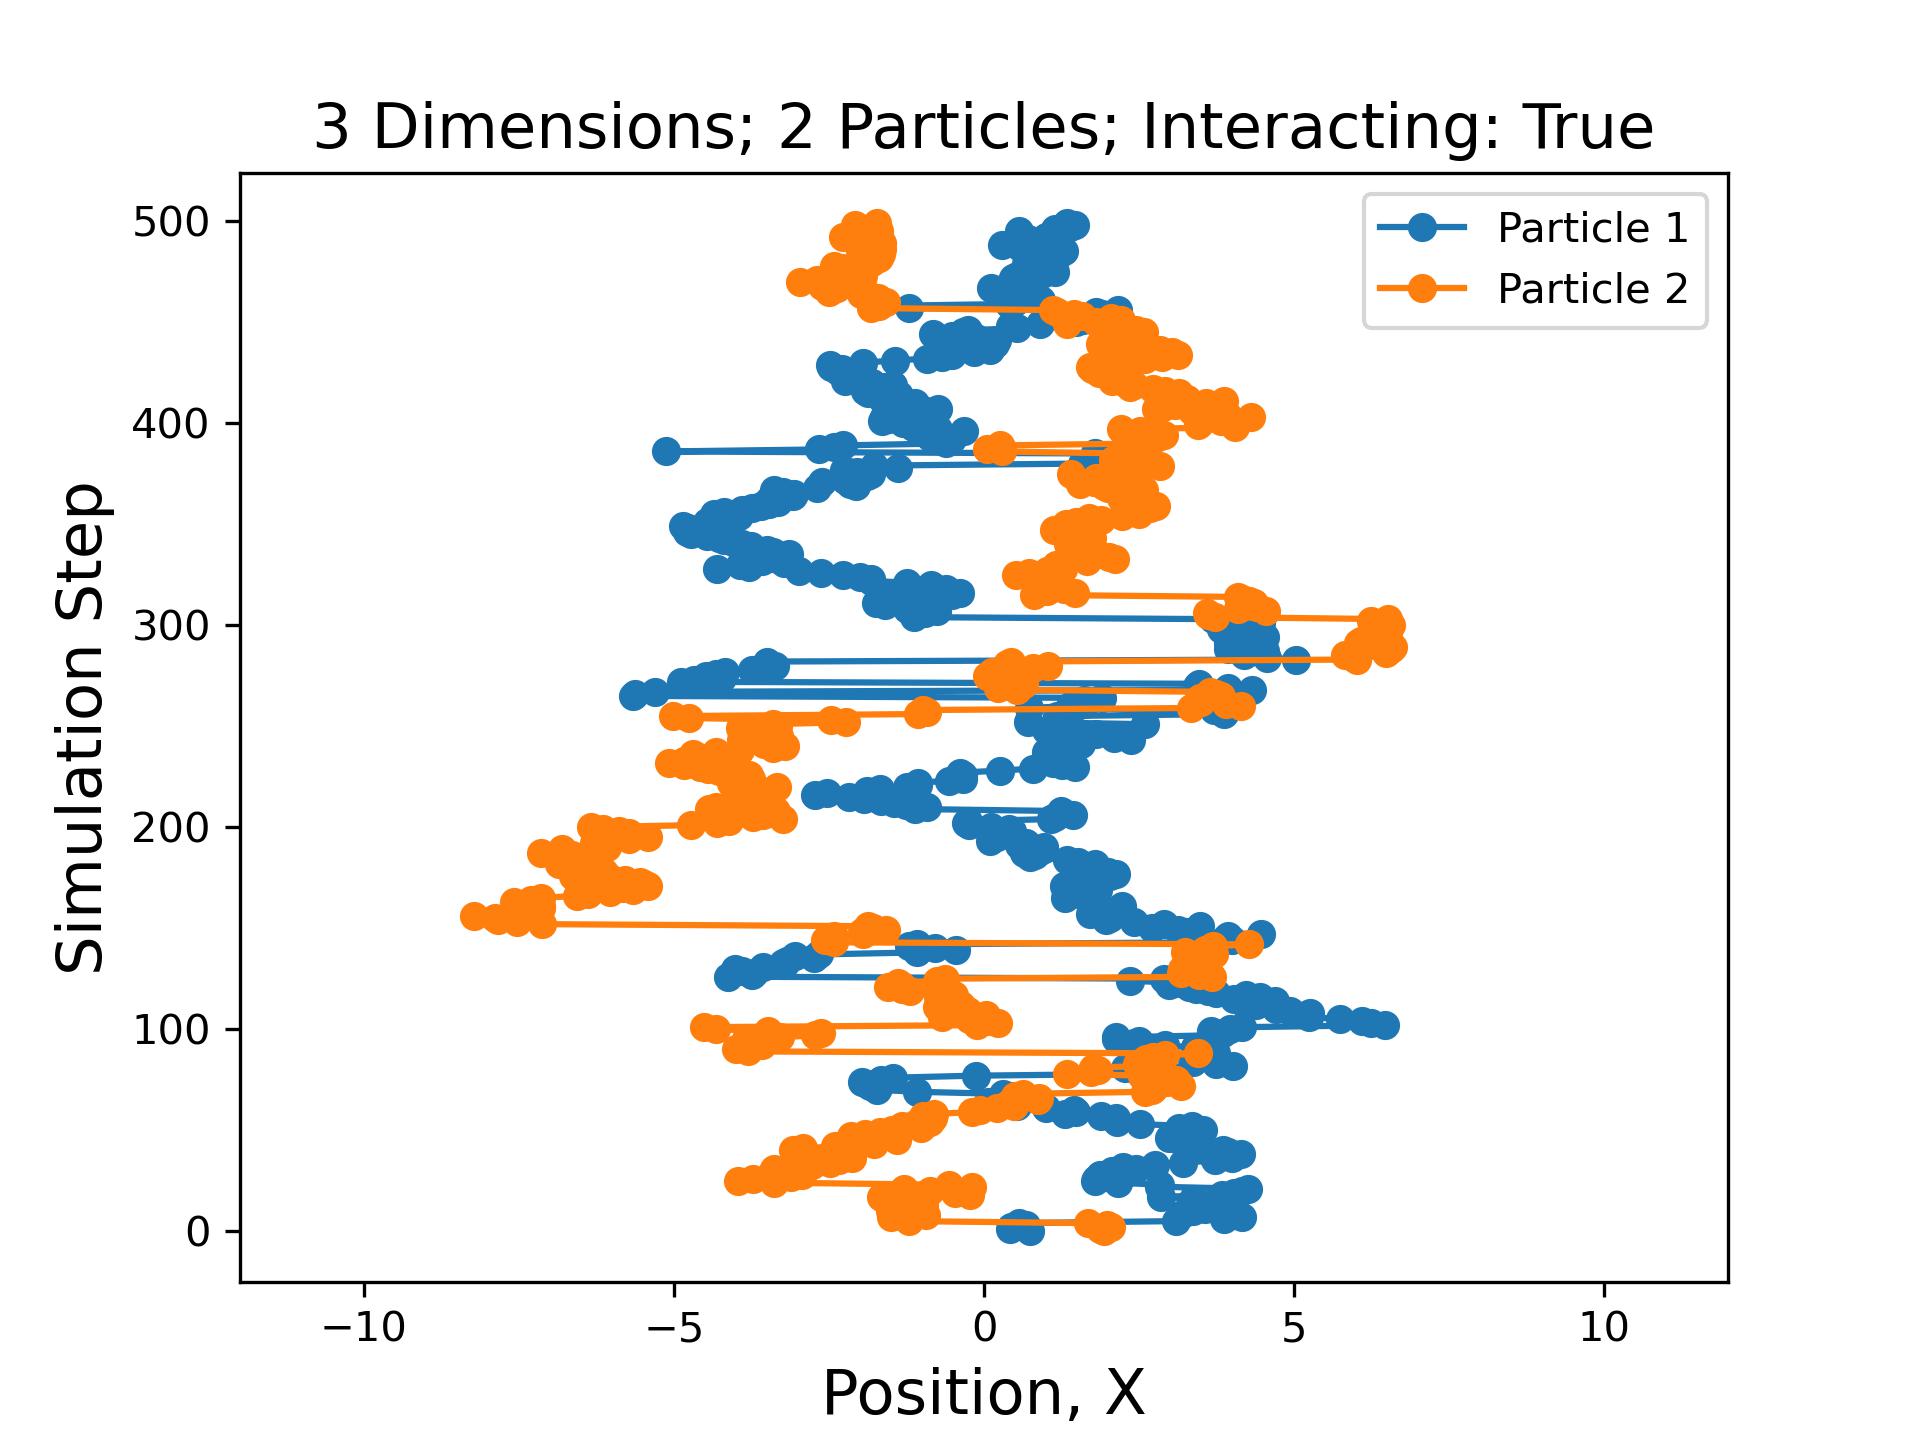 3 Dimensions; 2 Particles; Interacting: True
Particle 1
Particle 2
Simulation Step
500
400
300
200
100
0
−10
−5
0
5
10
Position, X